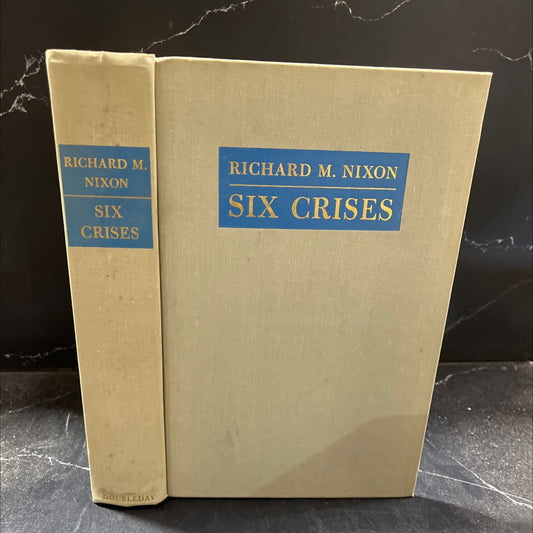 RICHARD M.
NIXON
SIX
CRISES
DOUBLEDAY
RICHARD M. NIXON
SIX CRISES